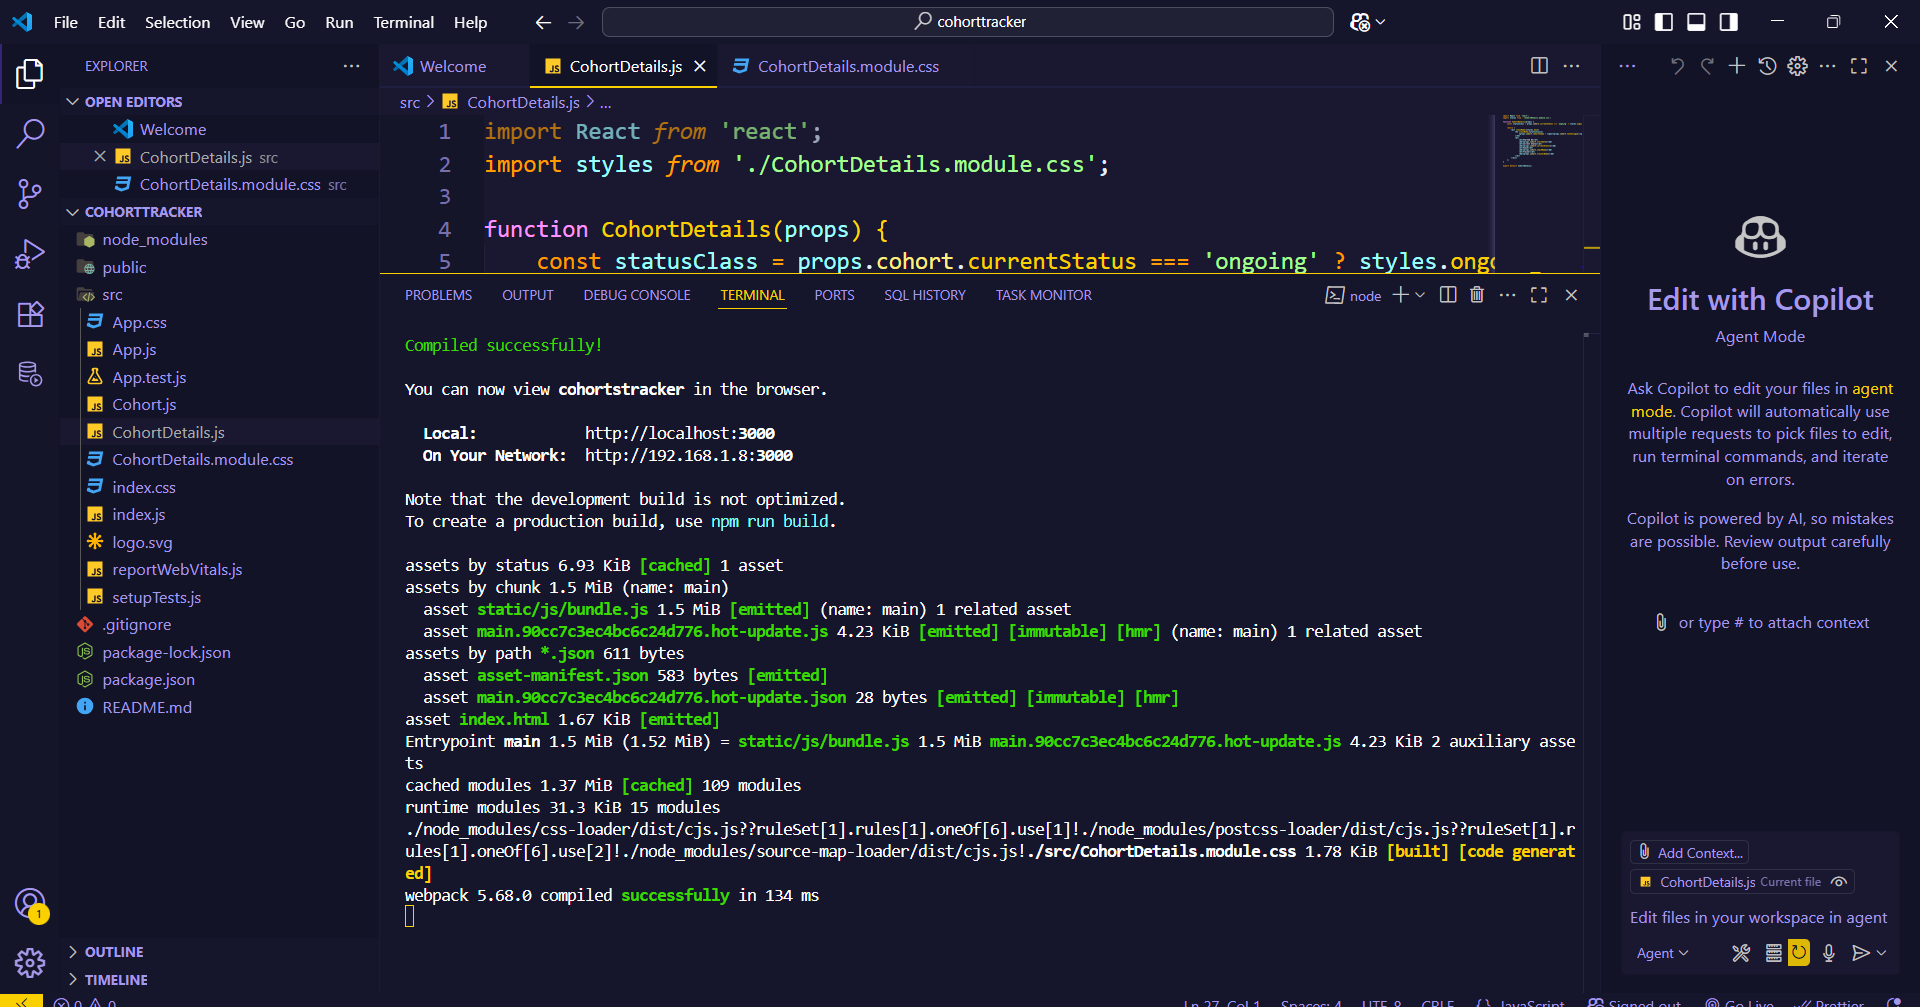 File Edit Selection View Go Run Terminal Help
cohorttracker
EXPLORER
OPEN EDITORS
Welcome
CohortDetails.js src
CohortDetails.module.css src
COHORTTRACKER
node_modules
public
src
App.css
App.js
App.test.js
Cohort.js
CohortDetails.js
CohortDetails.module.css
index.css
index.js
logo.svg
reportWebVitals.js
setupTests.js
.gitignore
package-lock.json
package.json
README.md
OUTLINE
TIMELINE
1
Welcome
CohortDetails.js
CohortDetails.module.css
src > CohortDetails.js > ...
1 import React from 'react';
2 import styles from './CohortDetails.module.css';
3
4 function CohortDetails(props) {
5 const statusClass = props.cohort.currentStatus === 'ongoing' ? styles.ongo
PROBLEMS OUTPUT DEBUG CONSOLE TERMINAL PORTS SQL HISTORY TASK MONITOR
node
Compiled successfully!
You can now view cohortstracker in the browser.
Local: http://localhost:3000
On Your Network: http://192.168.1.8:3000
Note that the development build is not optimized.
To create a production build, use npm run build.
assets by status 6.93 KiB [cached] 1 asset
assets by chunk 1.5 MiB (name: main)
asset static/js/bundle.js 1.5 MiB [emitted] (name: main) 1 related asset
asset main.90cc7c3ec4bc6c24d776.hot-update.js 4.23 KiB [emitted] [immutable] [hmr] (name: main) 1 related asset
assets by path *.json 611 bytes
asset asset-manifest.json 583 bytes [emitted]
asset main.90cc7c3ec4bc6c24d776.hot-update.json 28 bytes [emitted] [immutable] [hmr]
asset index.html 1.67 KiB [emitted]
Entrypoint main 1.5 MiB (1.52 MiB) = static/js/bundle.js 1.5 MiB main.90cc7c3ec4bc6c24d776.hot-update.js 4.23 KiB 2 auxiliary asse
ts
cached modules 1.37 MiB [cached] 109 modules
runtime modules 31.3 KiB 15 modules
./node_modules/css-loader/dist/cjs.js??ruleSet[1].rules[1].oneOf[6].use[1]!./node_modules/postcss-loader/dist/cjs.js??ruleSet[1].r
ules[1].oneOf[6].use[2]!./node_modules/source-map-loader/dist/cjs.js!./src/CohortDetails.module.css 1.78 KiB [built] [code generat
ed]
webpack 5.68.0 compiled successfully in 134 ms
Edit with Copilot
Agent Mode
Ask Copilot to edit your files in agent
mode. Copilot will automatically use
multiple requests to pick files to edit,
run terminal commands, and iterate
on errors.
Copilot is powered by AI, so mistakes
are possible. Review output carefully
before use.
or type # to attach context
Add Context...
CohortDetails.js Current file
Edit files in your workspace in agent
Agent
0 0
Ln 27, Col 1 Spaces: 4 UTF-8 CRLF {} JavaScript Signed out Go Live Prettier